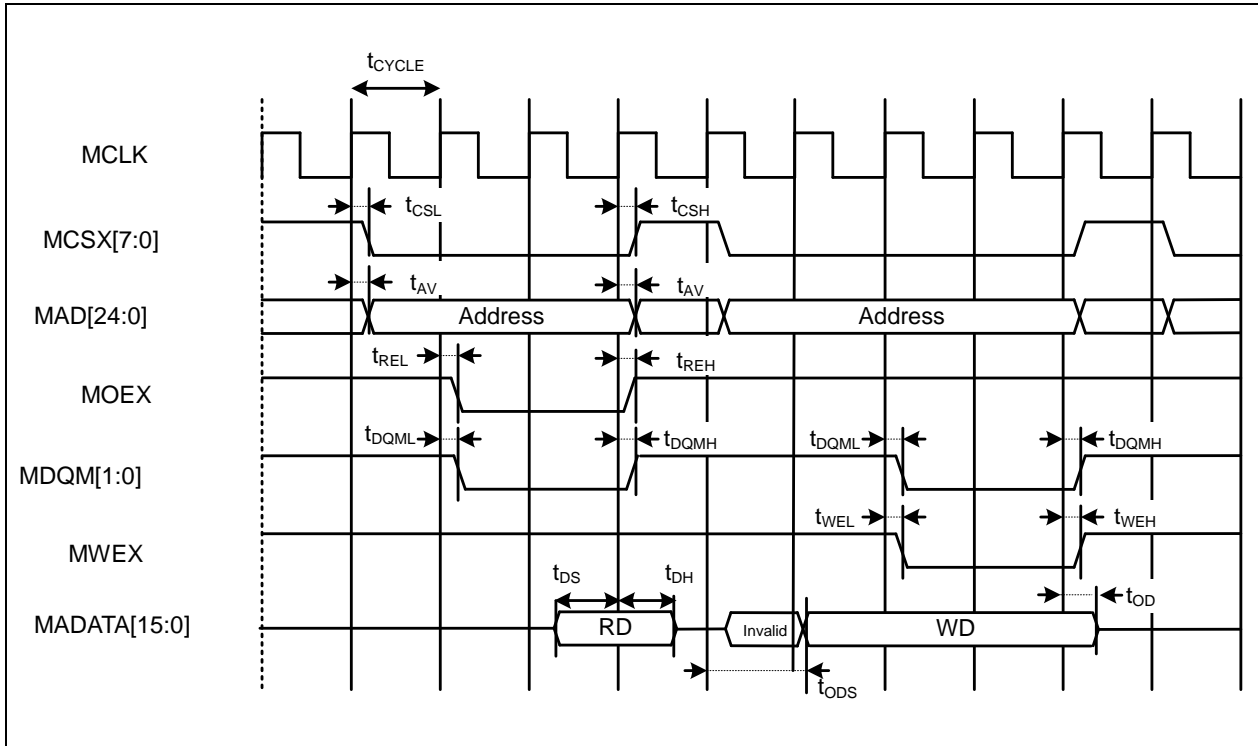 tCYCLE
MCLK
tCSL tCSH
MCSX[7:0]
tAV tAV
MAD[24:0] Address Address
tREL tREH
MOEX
tDQML tDQMH tDQML tDQMH
MDQM[1:0]
tWEL tWEH
MWEX
tDS tDH
tOD
MADATA[15:0] RD Invalid WD
tODS